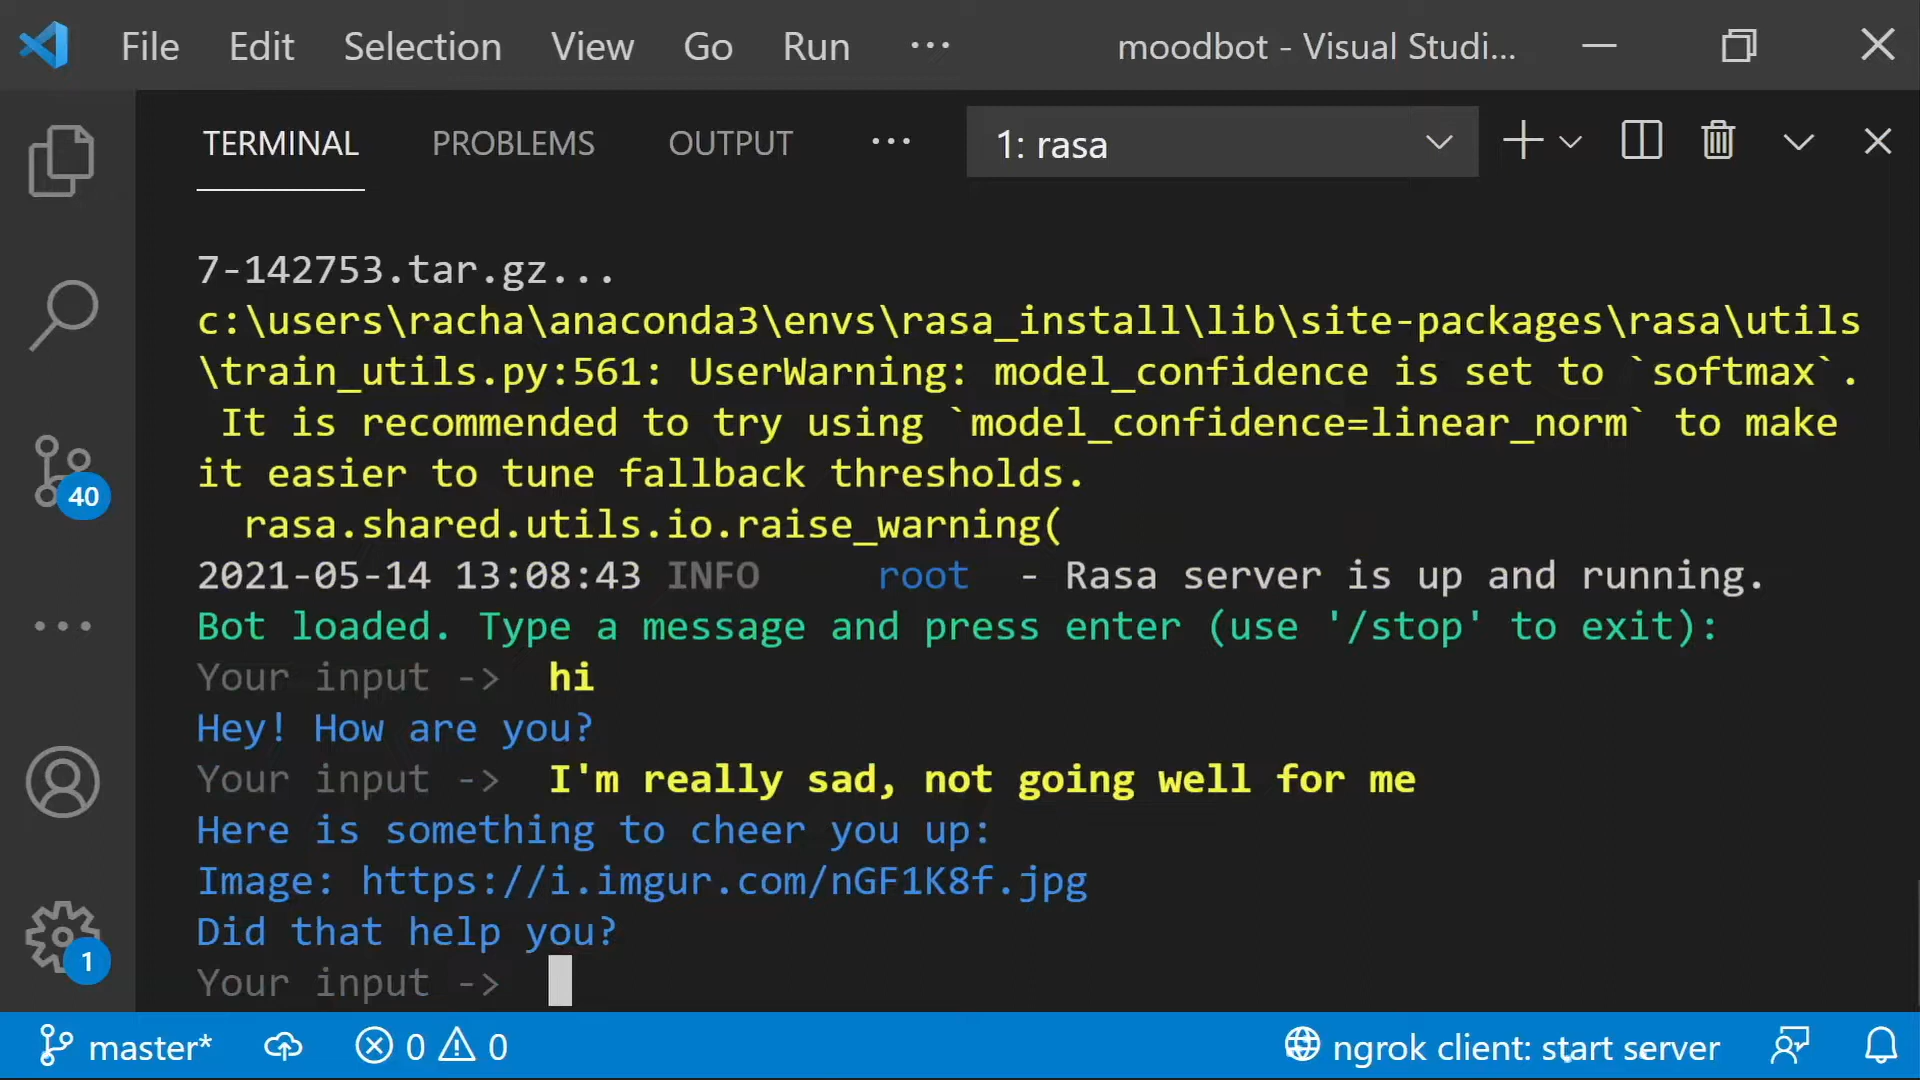 File Edit Selection View Go Run ··· moodbot - Visual Studi...
TERMINAL PROBLEMS OUTPUT ··· 1: rasa
7-142753.tar.gz...
c:\users\racha\anaconda3\envs\rasa_install\lib\site-packages\rasa\utils
\train_utils.py:561: UserWarning: model_confidence is set to `softmax`.
It is recommended to try using `model_confidence=linear_norm` to make
it easier to tune fallback thresholds.
rasa.shared.utils.io.raise_warning(
2021-05-14 13:08:43 INFO root - Rasa server is up and running.
Bot loaded. Type a message and press enter (use '/stop' to exit):
Your input -> hi
Hey! How are you?
Your input -> I'm really sad, not going well for me
Here is something to cheer you up:
Image: https://i.imgur.com/nGF1K8f.jpg
Did that help you?
Your input ->
40
1
master* 0 0 ngrok client: start server